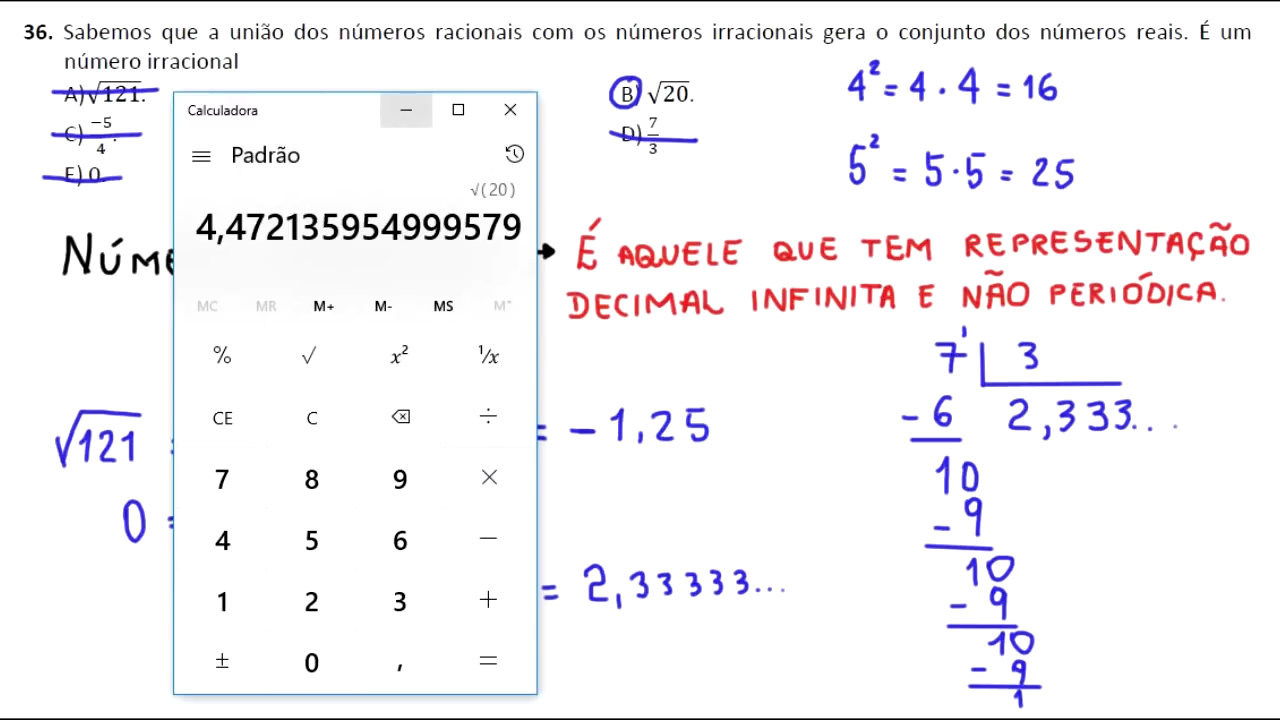 36. Sabemos que a união dos números racionais com os números irracionais gera o conjunto dos números reais. É um
número irracional
A) √121.
B) √20.
C) −5/4.
D) 7/3
E) 0.
4² = 4 . 4 = 16
5² = 5 . 5 = 25
Calculadora
Padrão
√(20)
4,472135954999579
MC MR M+ M- MS M˅
% √ x² ¹/x
CE C ⌫ ÷
7 8 9 ×
4 5 6 −
1 2 3 +
± 0 , =
NÚME
É AQUELE QUE TEM REPRESENTAÇÃO
DECIMAL INFINITA E NÃO PERIÓDICA.
√121 =
= −1,25
0 =
= 2,33333...
7¹ 3
− 6 2,333...
10
− 9
10
− 9
10
− 9
1